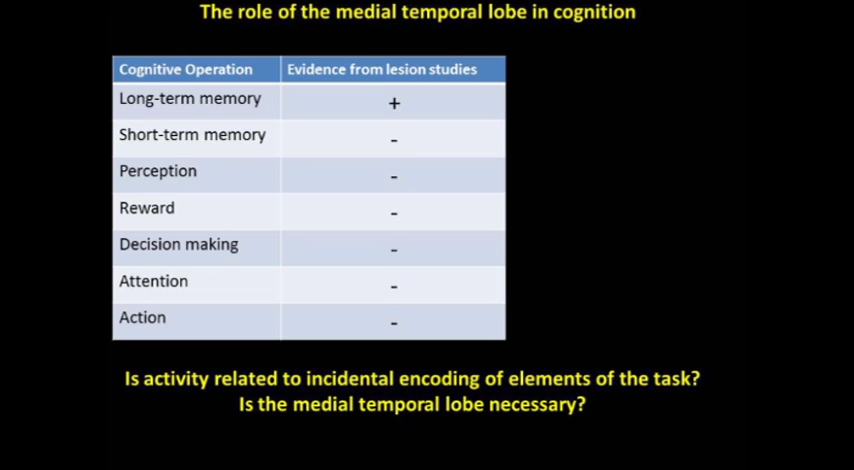 The role of the medial temporal lobe in cognition
Cognitive Operation Evidence from lesion studies
Long-term memory +
Short-term memory -
Perception -
Reward -
Decision making -
Attention -
Action -
Is activity related to incidental encoding of elements of the task?
Is the medial temporal lobe necessary?